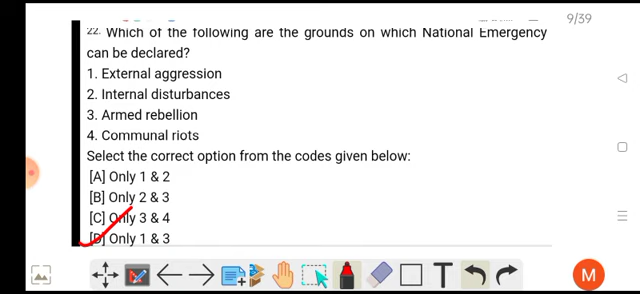 9/39
22. Which of the following are the grounds on which National Emergency
can be declared?
1. External aggression
2. Internal disturbances
3. Armed rebellion
4. Communal riots
Select the correct option from the codes given below:
[A] Only 1 & 2
[B] Only 2 & 3
[C] Only 3 & 4
[D] Only 1 & 3
T
M